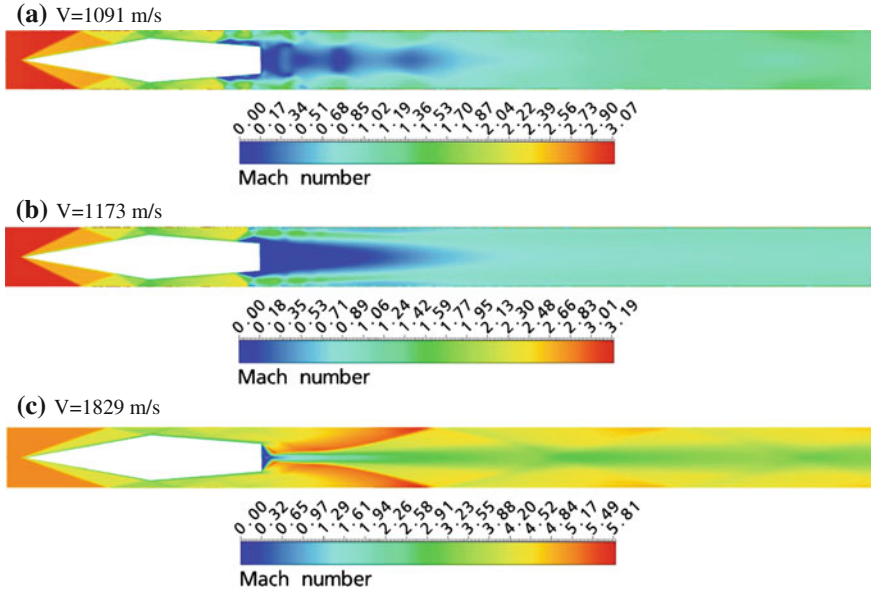 (a) V=1091 m/s
0.00 0.17 0.34 0.51 0.68 0.85 1.02 1.19 1.36 1.53 1.70 1.87 2.04 2.22 2.39 2.56 2.73 2.90 3.07
Mach number
(b) V=1173 m/s
0.00 0.18 0.35 0.53 0.71 0.89 1.06 1.24 1.42 1.59 1.77 1.95 2.13 2.30 2.48 2.66 2.83 3.01 3.19
Mach number
(c) V=1829 m/s
0.00 0.32 0.65 0.97 1.29 1.61 1.94 2.26 2.58 2.91 3.23 3.55 3.88 4.20 4.52 4.84 5.17 5.49 5.81
Mach number